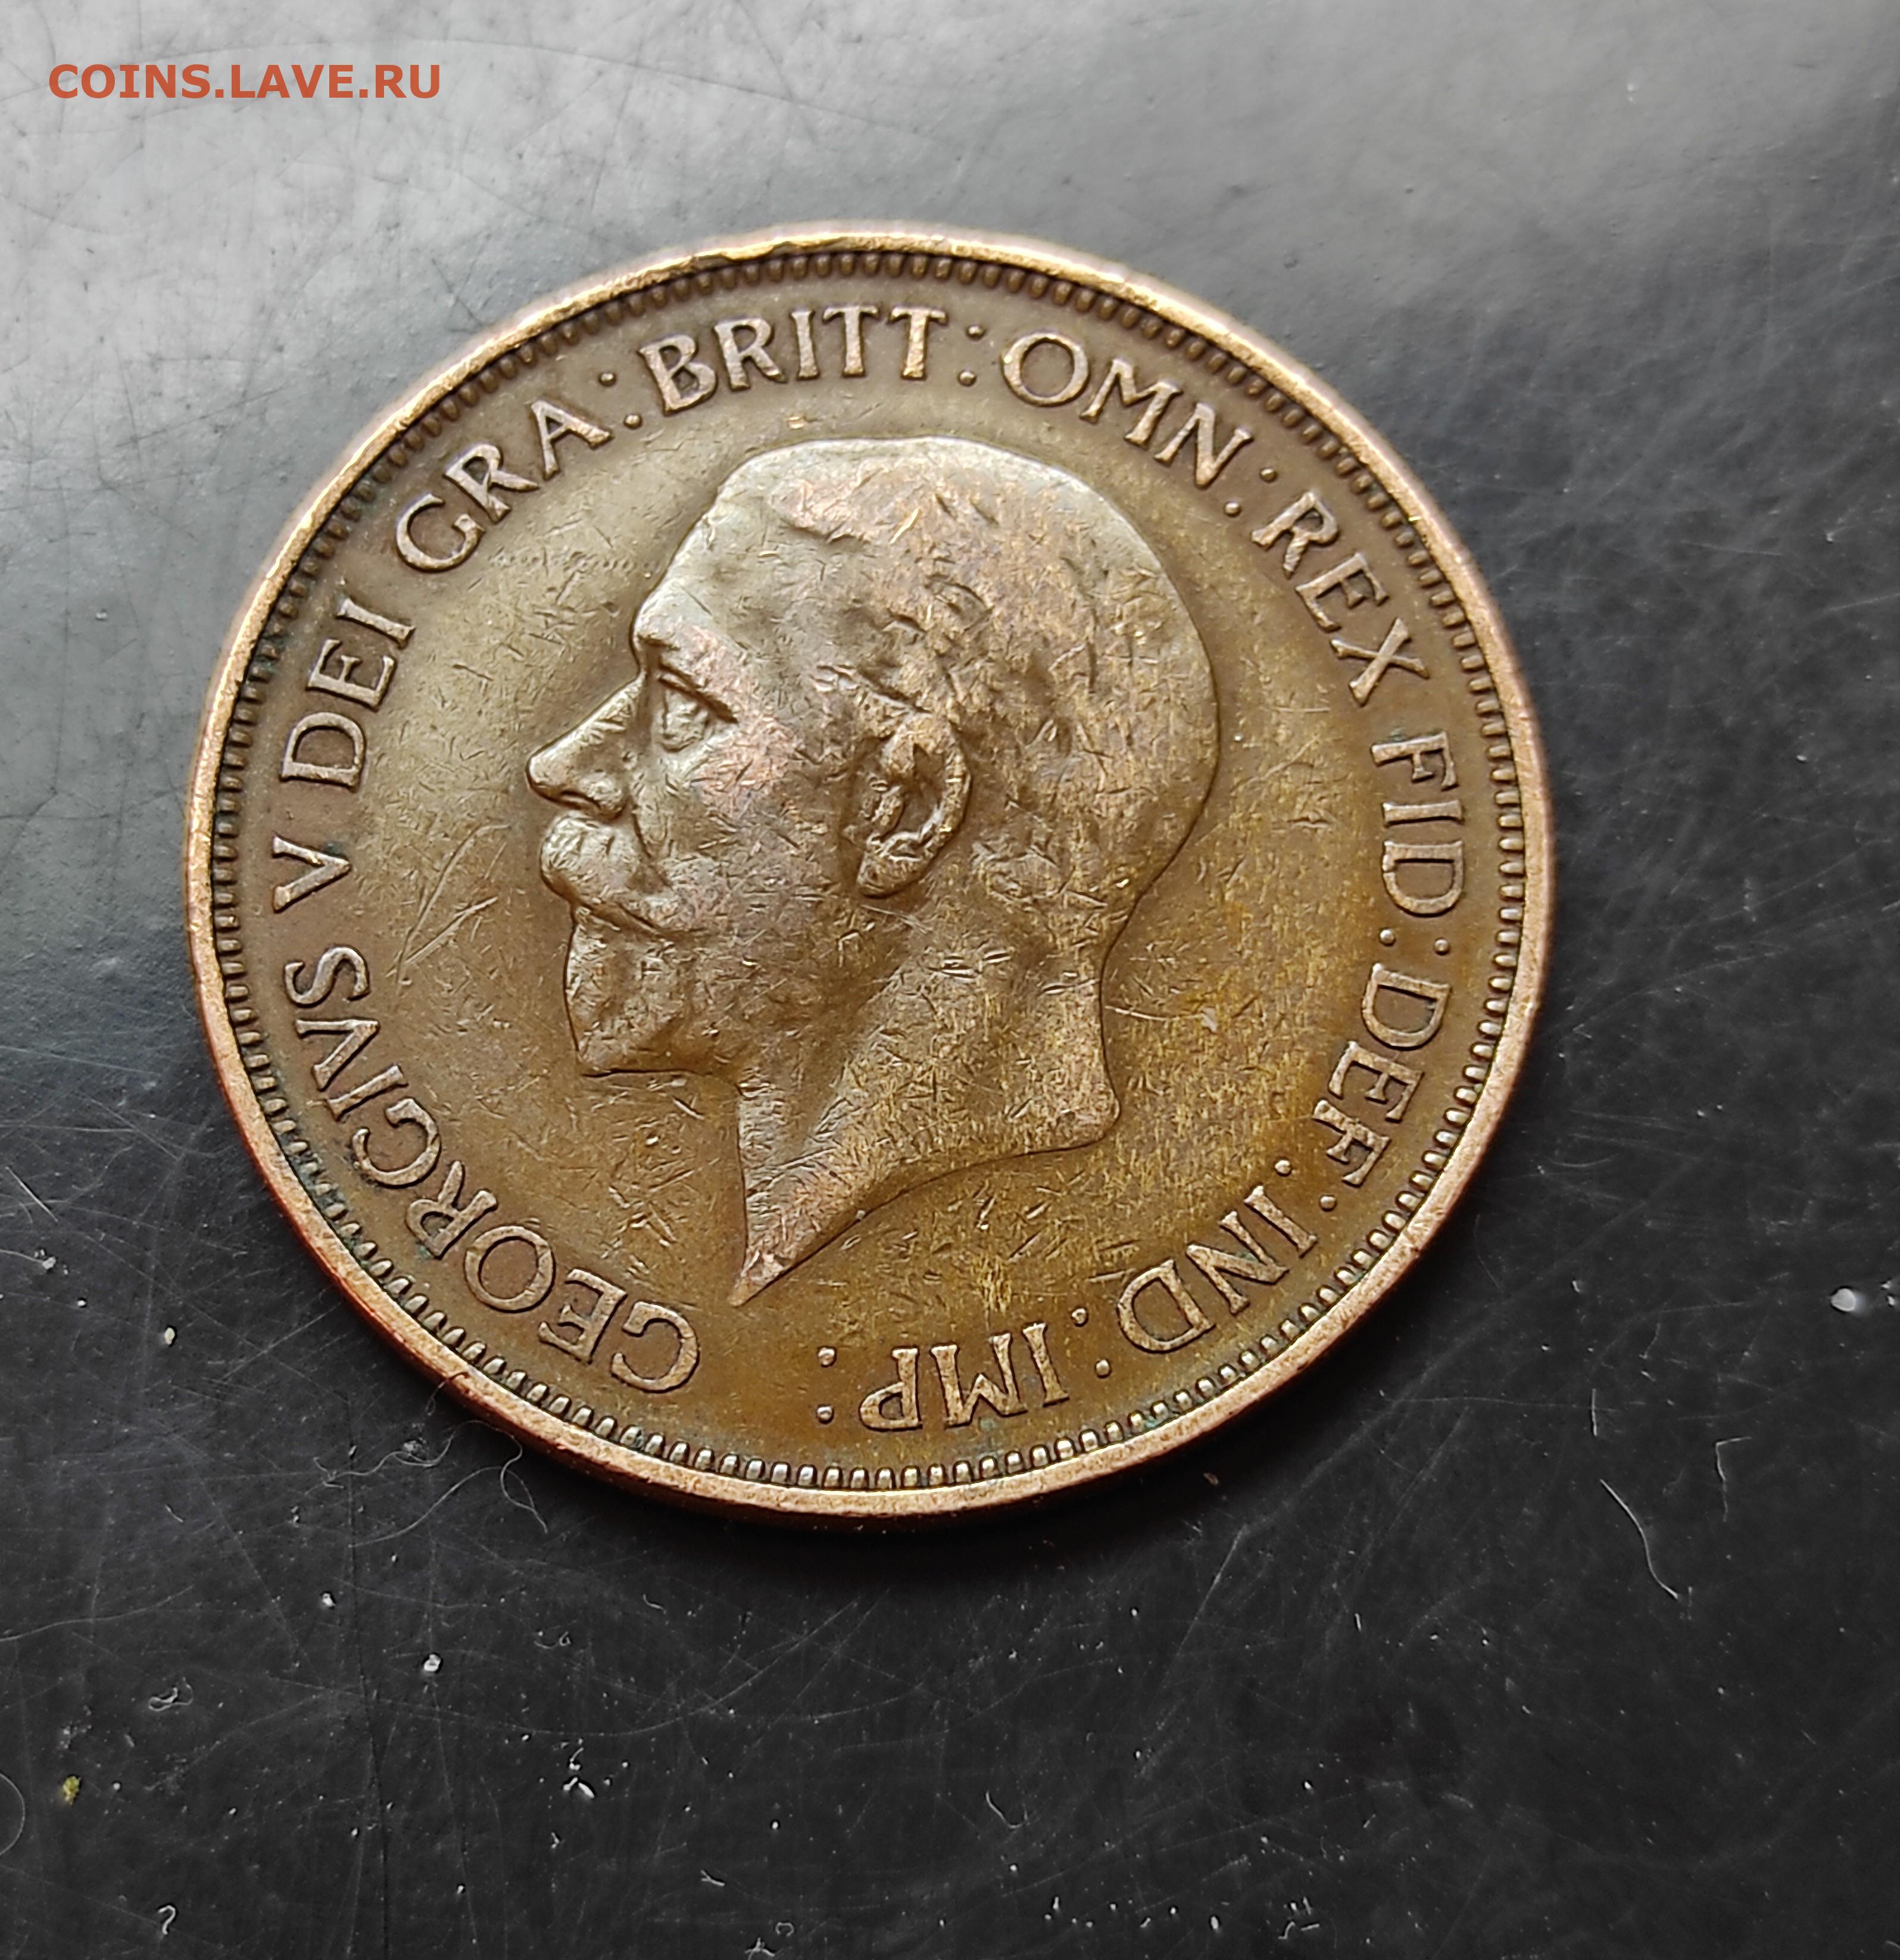 COINS.LAVE.RU
GEORGIVS V DEI GRA: BRITT: OMN: REX FID: DEF: IND: IMP: